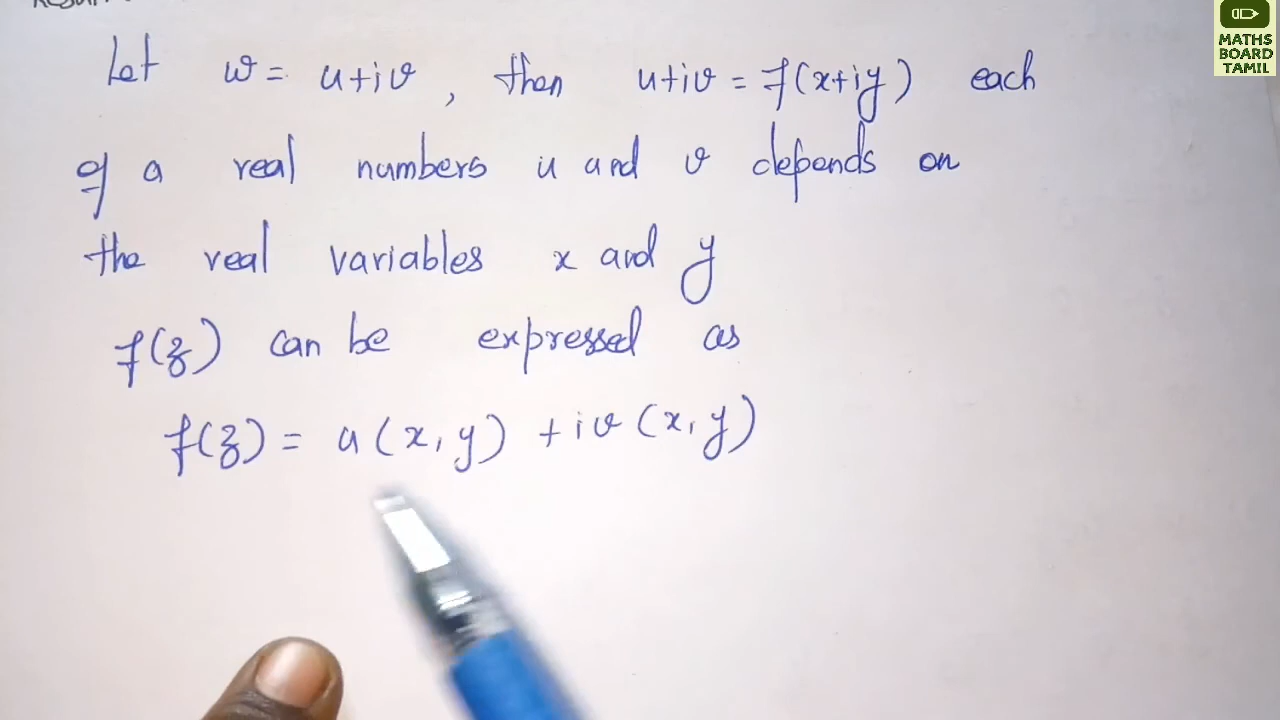 Let w = u+iv, then u+iv = f(x+iy) each
of a real numbers u and v depends on
the real variables x and y
f(z) can be expressed as
f(z) = u(x,y) +iv(x,y)
MATHS
BOARD
TAMIL